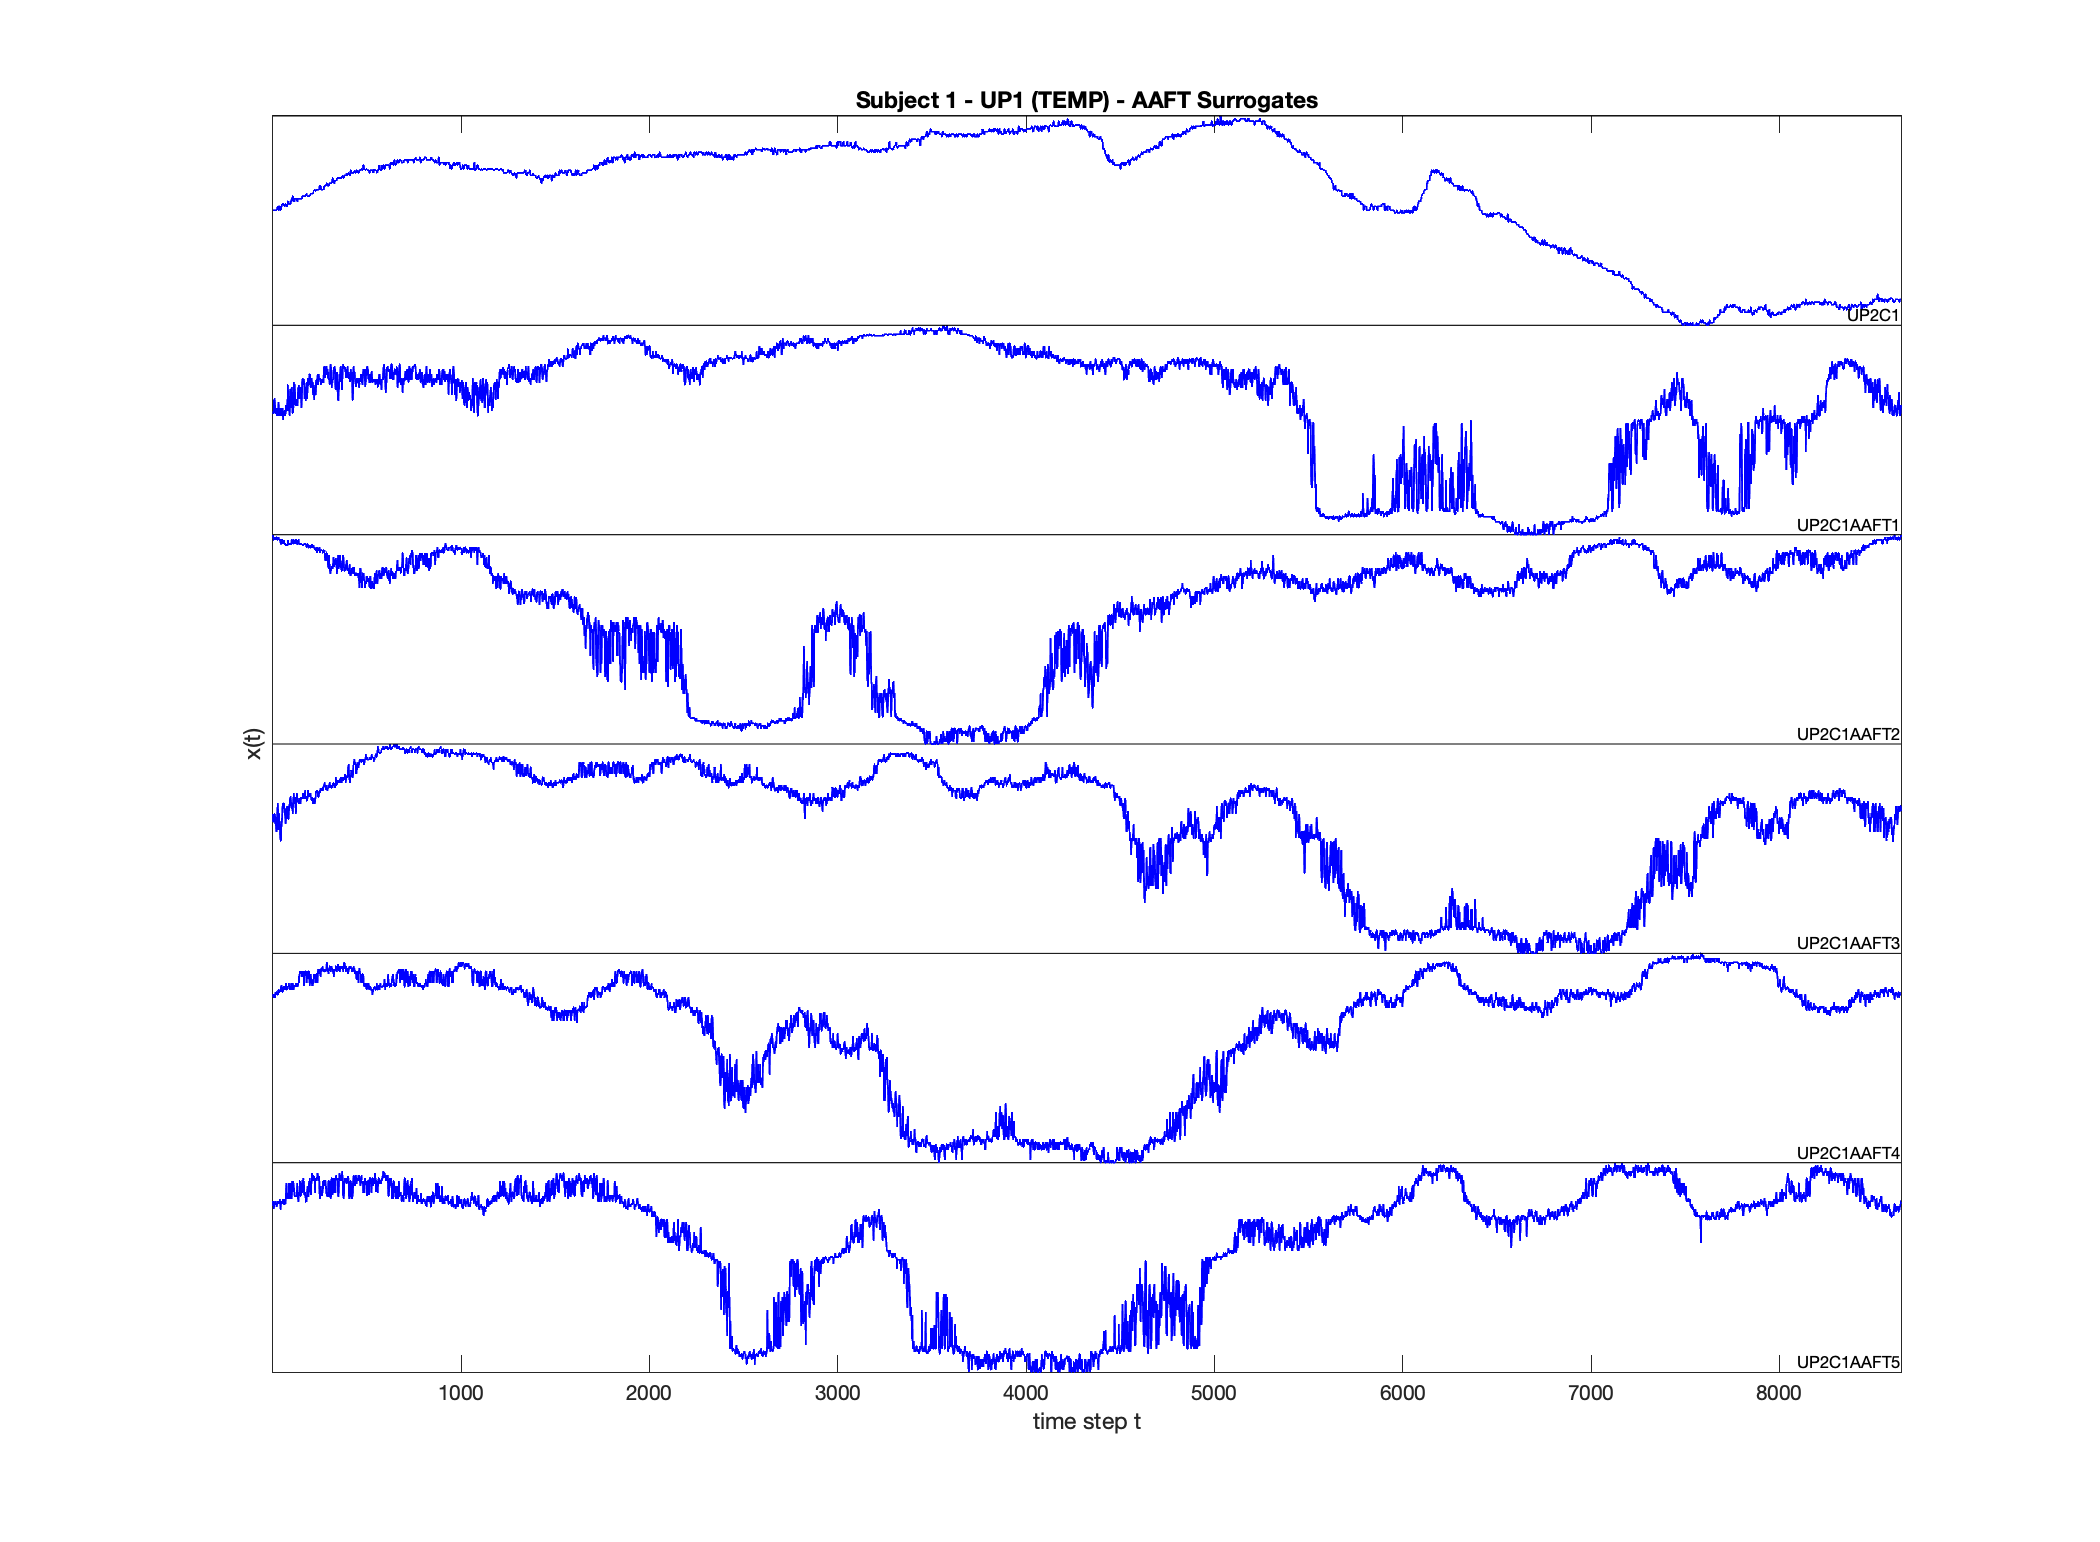 Subject 1 - UP1 (TEMP) - AAFT Surrogates
UP2C1
UP2C1AAFT1
UP2C1AAFT2
x(t)
UP2C1AAFT3
UP2C1AAFT4
UP2C1AAFT5
1000 2000 3000 4000 5000 6000 7000 8000
time step t